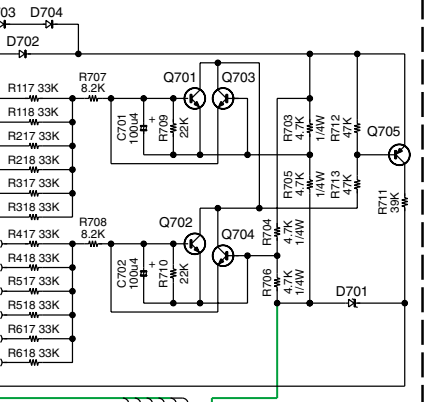 703 D704
D702
R117 33K
R118 33K
R217 33K
R218 33K
R317 33K
R318 33K
R707
8.2K
Q701
Q703
C701
100u4
+
R709
22K
R703
4.7K
1/4W
R712
47K
Q705
R705
4.7K
1/4W
R713
47K
R711
39K
R417 33K
R418 33K
R517 33K
R518 33K
R617 33K
R618 33K
R708
8.2K
Q702
Q704
C702
100u4
+
R710
22K
R704
4.7K
1/4W
R706
4.7K
1/4W
D701